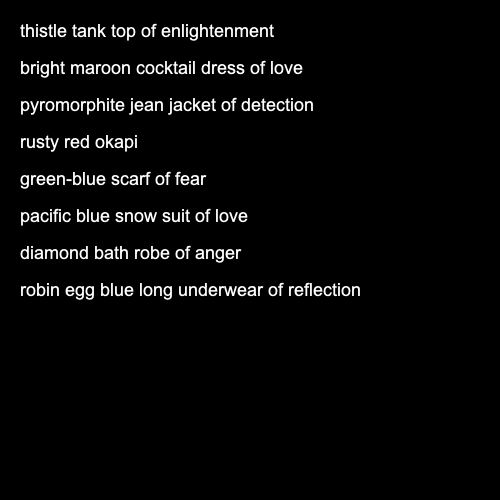 thistle tank top of enlightenment
bright maroon cocktail dress of love
pyromorphite jean jacket of detection
rusty red okapi
green-blue scarf of fear
pacific blue snow suit of love
diamond bath robe of anger
robin egg blue long underwear of reflection